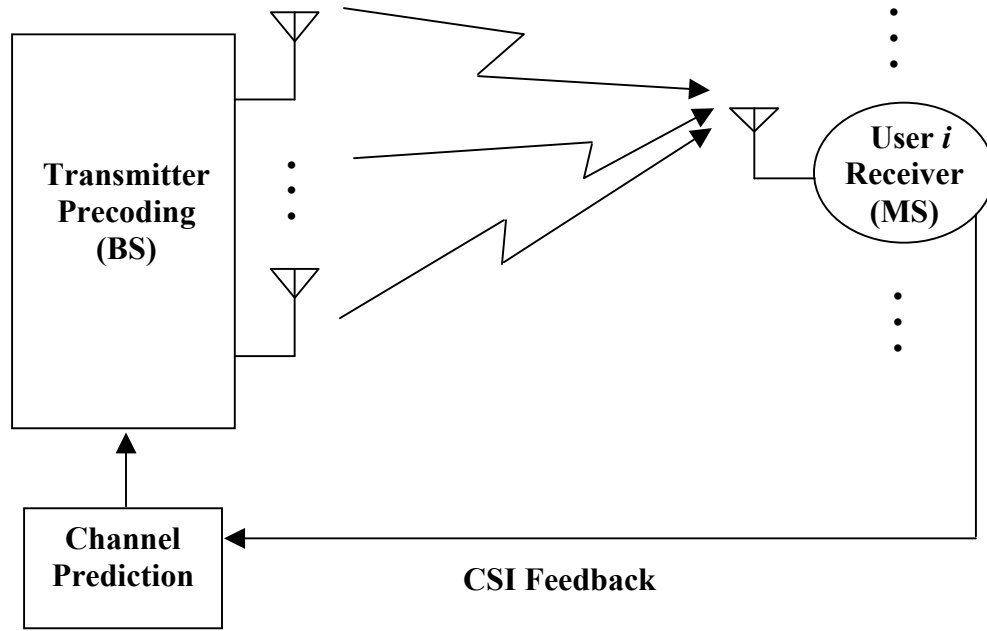 Transmitter
Precoding
(BS)
User i
Receiver
(MS)
Channel
Prediction
CSI Feedback